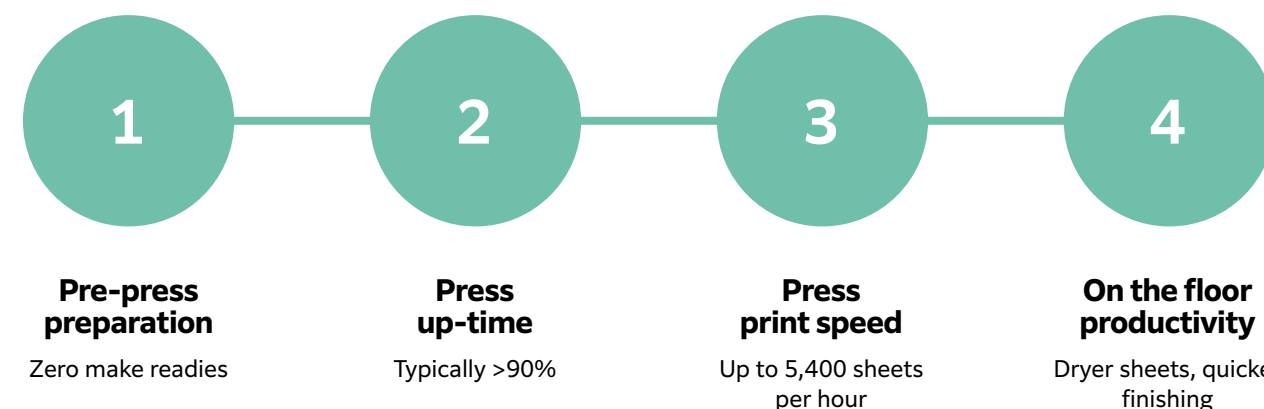 1
2
3
4
Pre-press
preparation
Zero make readies
Press
up-time
Typically >90%
Press
print speed
Up to 5,400 sheets
per hour
On the floor
productivity
Dryer sheets,
finishing